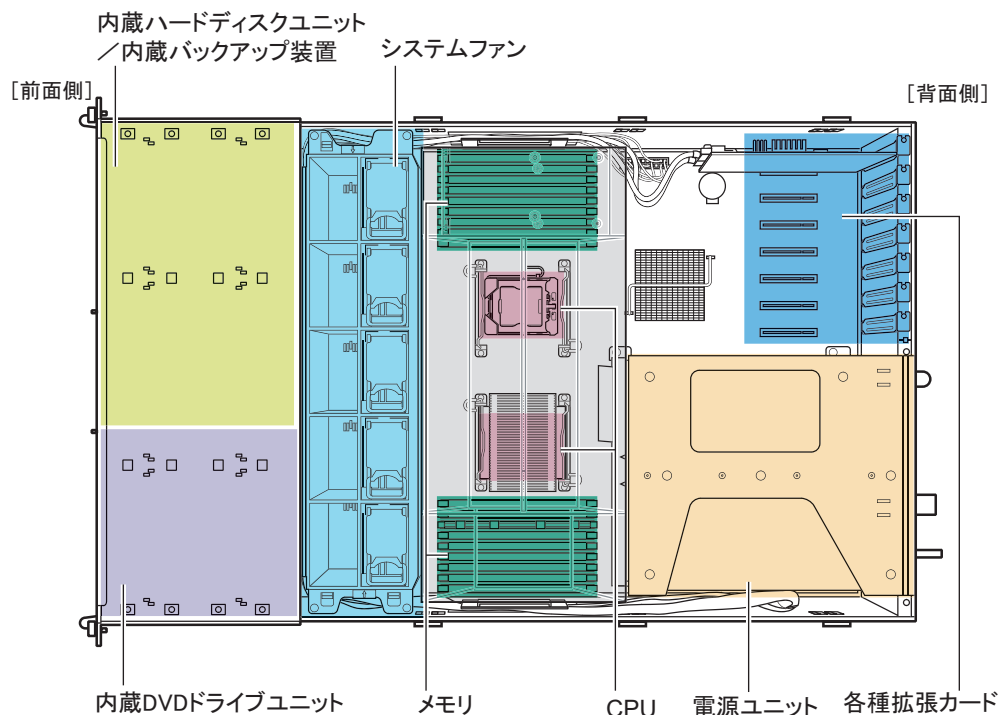 内蔵ハードディスクユニット
／内蔵バックアップ装置
システムファン
［前面側］
［背面側］
内蔵DVDドライブユニット
メモリ
CPU
電源ユニット
各種拡張カード